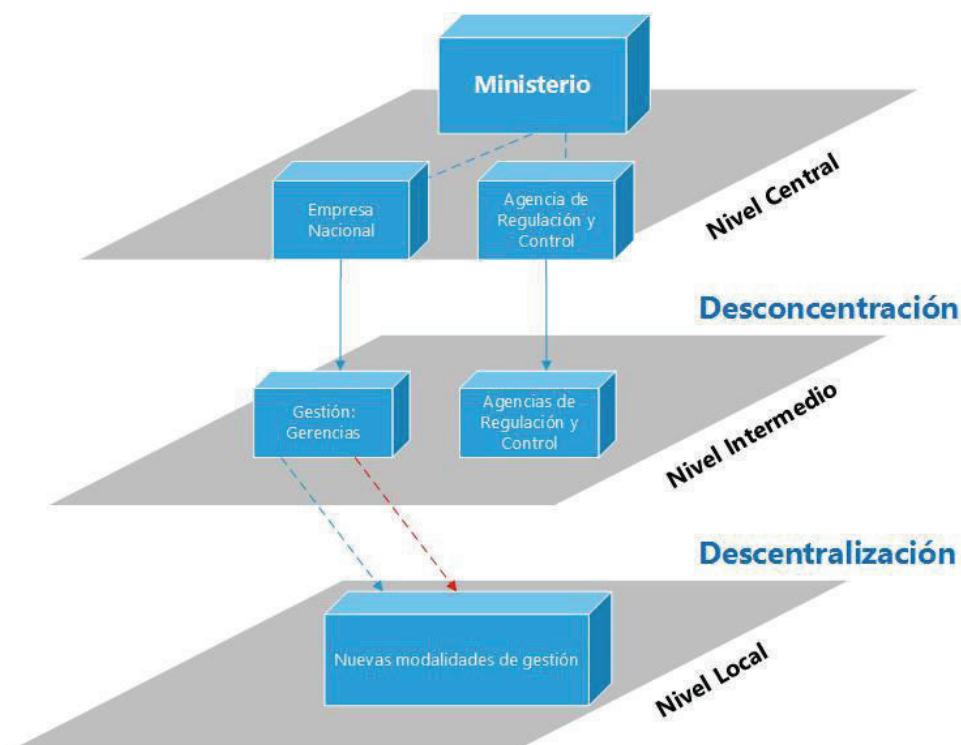 Ministerio
Empresa
Nacional
Agencia de
Regulación y
Control
Nivel Central
Desconcentración
Gestión:
Gerencias
Agencias de
Regulación y
Control
Nivel Intermedio
Descentralización
Nuevas modalidades de gestión
Nivel Local